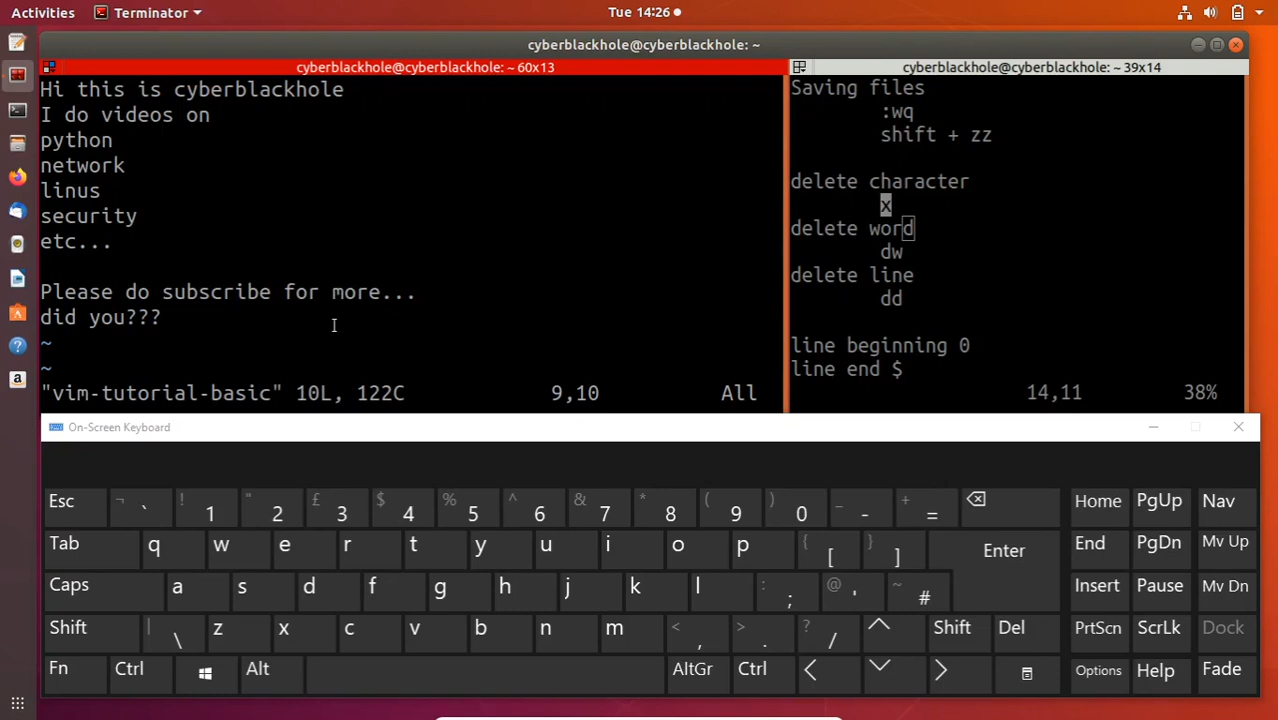 Activities Terminator Tue 14:26
cyberblackhole@cyberblackhole: ~
cyberblackhole@cyberblackhole: ~ 60x13
Hi this is cyberblackhole
I do videos on
python
network
linus
security
etc...
Please do subscribe for more...
did you???
~
~
"vim-tutorial-basic" 10L, 122C 9,10 All
cyberblackhole@cyberblackhole: ~ 39x14
Saving files
:wq
shift + zz
delete character
x
delete word
dw
delete line
dd
line beginning 0
line end $
14,11 38%
On-Screen Keyboard
Esc ¬ ` ! 1 " 2 £ 3 $ 4 % 5 ^ 6 & 7 * 8 ( 9 ) 0 _ - + = Home PgUp Nav
Tab q w e r t y u i o p { [ } ] Enter End PgDn Mv Up
Caps a s d f g h j k l : ; @ ' ~ # Insert Pause Mv Dn
Shift | \ z x c v b n m < , > . ? / Shift Del PrtScn ScrLk Dock
Fn Ctrl Alt AltGr Ctrl Options Help Fade